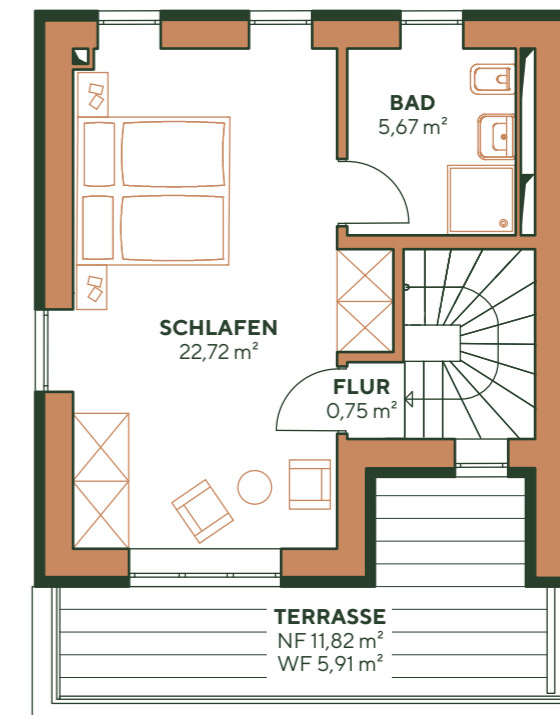 BAD
5,67 m²
SCHLAFEN
22,72 m²
FLUR
0,75 m²
TERRASSE
NF 11,82 m²
WF 5,91 m²